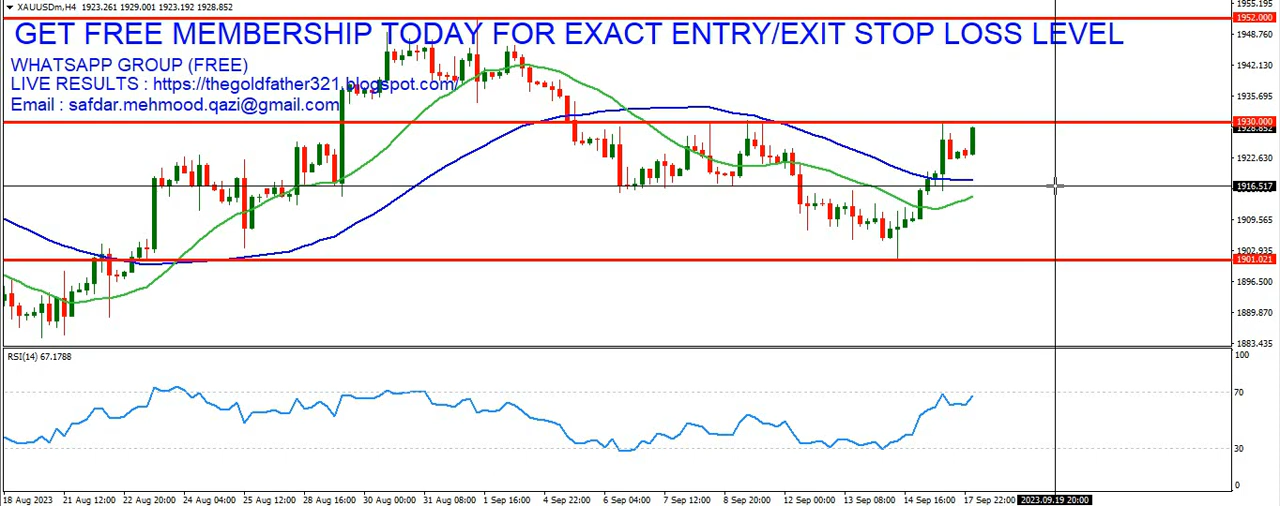 XAUUSDm,H4 1923.261 1929.001 1923.192 1928.852
GET FREE MEMBERSHIP TODAY FOR EXACT ENTRY/EXIT STOP LOSS LEVEL
WHATSAPP GROUP (FREE)
LIVE RESULTS : https://thegoldfather321.blogspot.com/
Email : safdar.mehmood.qazi@gmail.com
1955.195
1952.000
1948.760
1942.130
1935.695
1930.000
1928.852
1922.630
1916.517
1909.565
1902.935
1901.021
1896.500
1889.870
1883.435
RSI(14) 67.1788
100
70
30
0
18 Aug 2023 21 Aug 12:00 22 Aug 20:00 24 Aug 04:00 25 Aug 12:00 28 Aug 16:00 30 Aug 00:00 31 Aug 08:00 1 Sep 16:00 4 Sep 22:00 6 Sep 04:00 7 Sep 12:00 8 Sep 20:00 12 Sep 00:00 13 Sep 08:00 14 Sep 16:00 17 Sep 22:00 2023.09.19 20:00